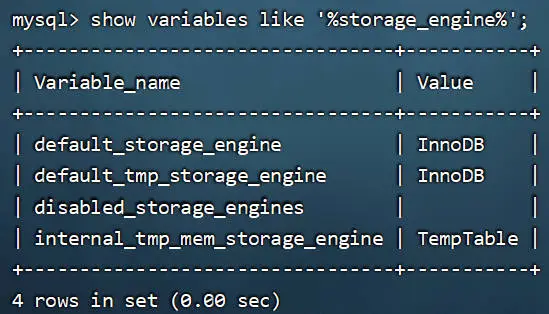 mysql> show variables like '%storage_engine%';
+----------------------------------+-----------+
| Variable_name                    | Value     |
+----------------------------------+-----------+
| default_storage_engine           | InnoDB    |
| default_tmp_storage_engine       | InnoDB    |
| disabled_storage_engines         |           |
| internal_tmp_mem_storage_engine | TempTable |
+----------------------------------+-----------+
4 rows in set (0.00 sec)